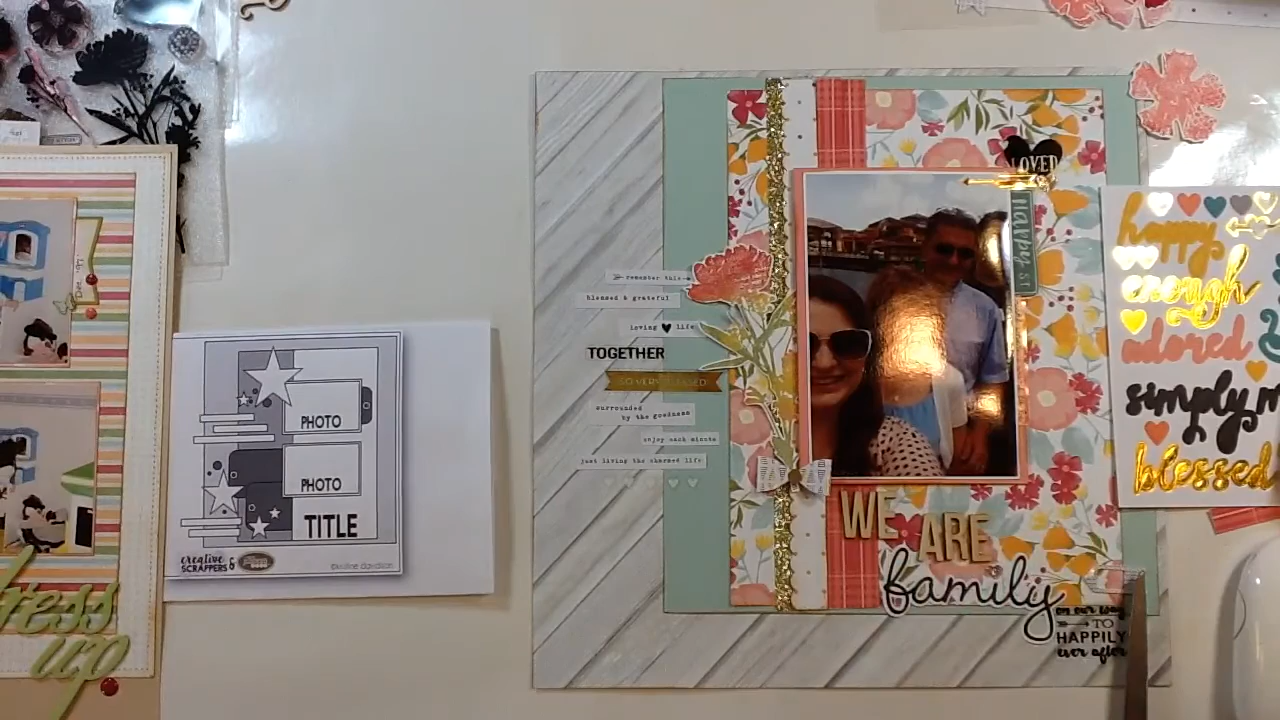 ress
up
PHOTO
PHOTO
TITLE
creative
SCRAPPERS
remember this
blessed & grateful
loving life
TOGETHER
SO VERY BLESSED
surrounded
by the goodness
enjoy each minute
just living the charmed life
LOVED
WE ARE
family
on our way
TO
HAPPILY
ever after
happy
enough
adored
simply
blessed